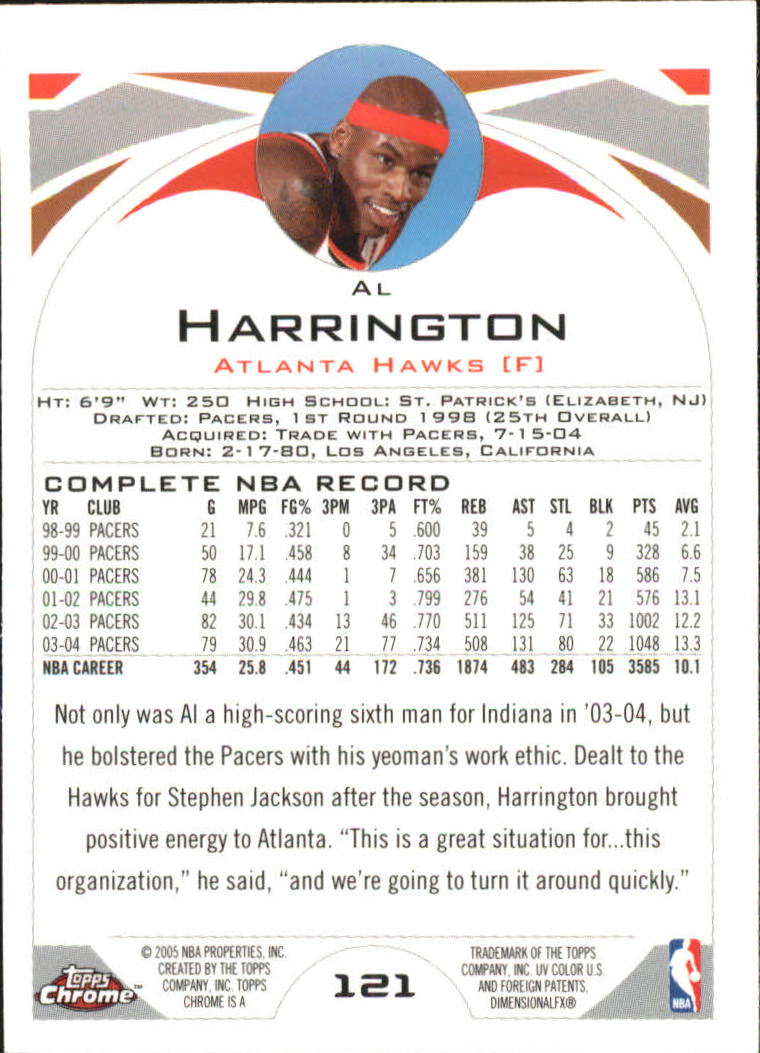 AL
HARRINGTON
ATLANTA HAWKS [F]
HT: 6'9" WT: 250 HIGH SCHOOL: ST. PATRICK'S (ELIZABETH, NJ)
DRAFTED: PACERS, 1ST ROUND 1998 (25TH OVERALL)
ACQUIRED: TRADE WITH PACERS, 7-15-04
BORN: 2-17-80, LOS ANGELES, CALIFORNIA
COMPLETE NBA RECORD
YR CLUB G MPG FG% 3PM 3PA FT% REB AST STL BLK PTS AVG
98-99 PACERS 21 7.6 .321 0 5 .600 39 5 4 2 45 2.1
99-00 PACERS 50 17.1 .458 8 34 .703 159 38 25 9 328 6.6
00-01 PACERS 78 24.3 .444 1 7 .656 381 130 63 18 586 7.5
01-02 PACERS 44 29.8 .475 1 3 .799 276 54 41 21 576 13.1
02-03 PACERS 82 30.1 .434 13 46 .770 511 125 71 33 1002 12.2
03-04 PACERS 79 30.9 .463 21 77 .734 508 131 80 22 1048 13.3
NBA CAREER 354 25.8 .451 44 172 .736 1874 483 284 105 3585 10.1
Not only was Al a high-scoring sixth man for Indiana in '03-04, but
he bolstered the Pacers with his yeoman's work ethic. Dealt to the
Hawks for Stephen Jackson after the season, Harrington brought
positive energy to Atlanta. “This is a great situation for...this
organization,” he said, “and we're going to turn it around quickly.”
© 2005 NBA PROPERTIES, INC.
CREATED BY THE TOPPS
COMPANY, INC. TOPPS
CHROME IS A
TRADEMARK OF THE TOPPS
COMPANY, INC. UV COLOR U.S.
AND FOREIGN PATENTS,
DIMENSIONALFX®
topps
Chrome™
121
NBA